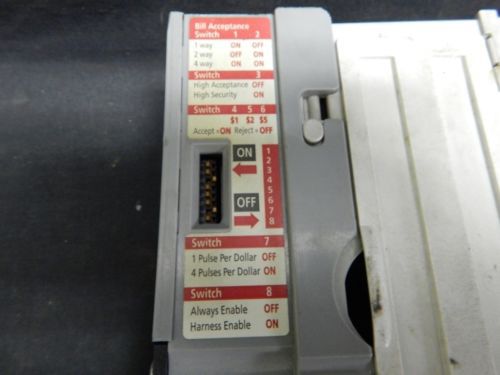 Bill Acceptance
Switch 1 2
1 way ON OFF
2 way OFF ON
4 way ON ON
Switch 3
High Acceptance OFF
High Security ON
Switch 4 5 6
$1 $2 $5
Accept = ON Reject = OFF
ON
OFF
1
2
3
4
5
6
7
8
Switch 7
1 Pulse Per Dollar OFF
4 Pulses Per Dollar ON
Switch 8
Always Enable OFF
Harness Enable ON